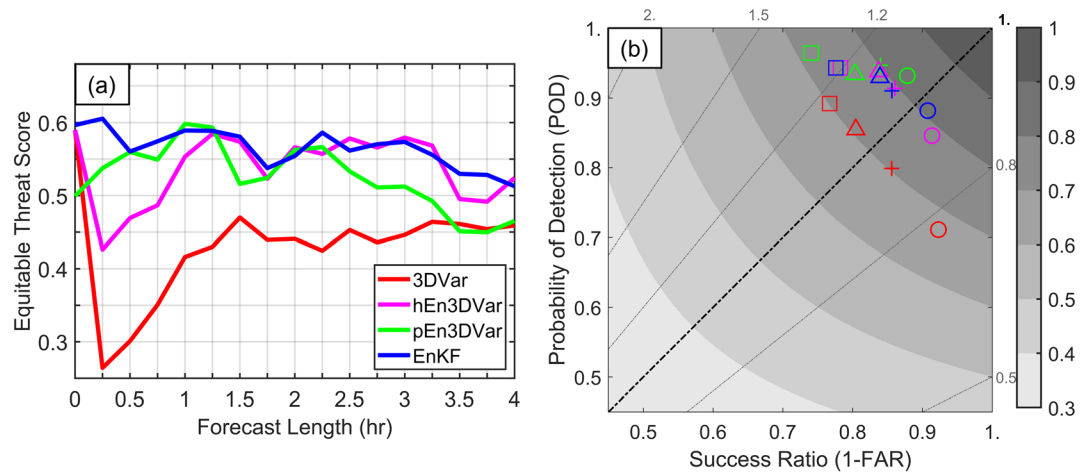 (a)
Equitable Threat Score
0.6
0.5
0.4
0.3
3DVar
hEn3DVar
pEn3DVar
EnKF
0 0.5 1 1.5 2 2.5 3 3.5 4
Forecast Length (hr)
(b)
2. 1.5 1.2 1.
Probability of Detection (POD)
1.
0.9
0.8
0.7
0.6
0.5
0.8
0.5
0.5 0.6 0.7 0.8 0.9 1.
Success Ratio (1-FAR)
1
0.9
0.8
0.7
0.6
0.5
0.4
0.3